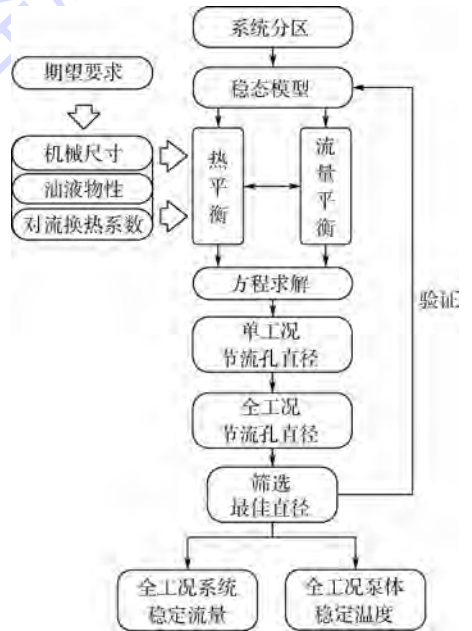 系统分区
期望要求
稳态模型
机械尺寸
油液物性
对流换热系数
热平衡
流量平衡
方程求解
验证
单工况
节流孔直径
全工况
节流孔直径
筛选
最佳直径
全工况系统
稳定流量
全工况泵体
稳定温度